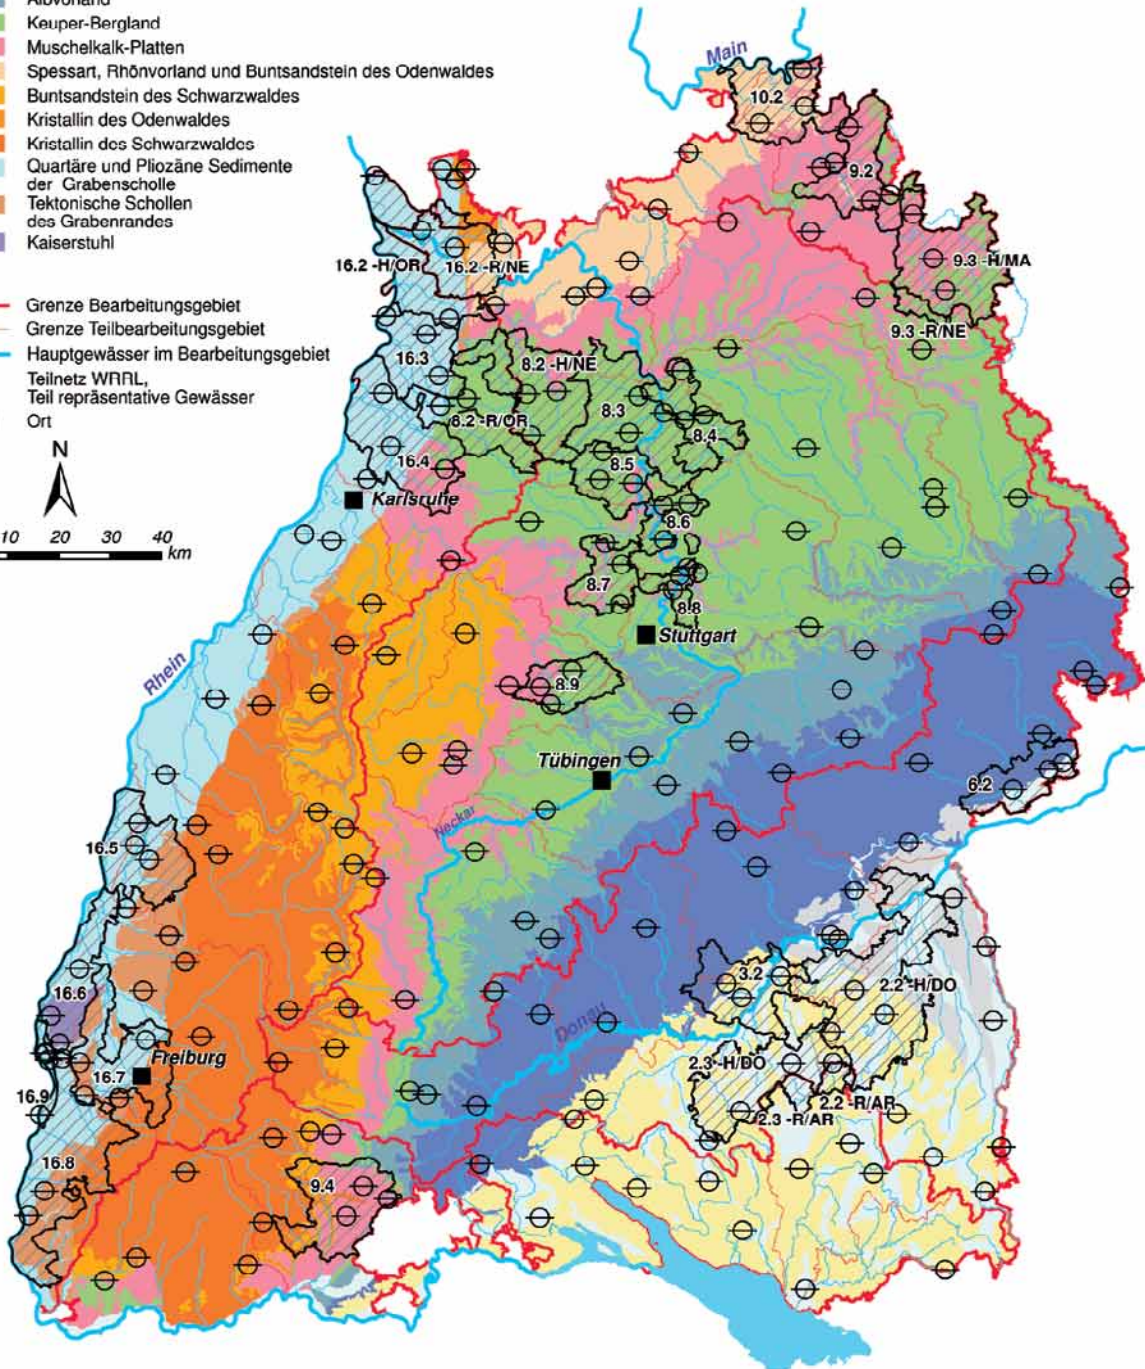 Albvorland
Keuper-Bergland
Muschelkalk-Platten
Spessart, Rhönvorland und Buntsandstein des Odenwaldes
Buntsandstein des Schwarzwaldes
Kristallin des Odenwaldes
Kristallin des Schwarzwaldes
Quartäre und Pliozäne Sedimente
der Grabenscholle
Tektonische Schollen
des Grabenrandes
Kaiserstuhl
Grenze Bearbeitungsgebiet
Grenze Teilbearbeitungsgebiet
Hauptgewässer im Bearbeitungsgebiet
Teilnetz WRRL,
Teil repräsentative Gewässer
Ort
N
10 20 30 40
km
Main
10.2
9.2
9.3 -H/MA
9.3 -R/NE
16.2 -H/OR
16.2 -R/NE
16.3
8.2 -H/NE
8.3
8.2 -R/OR
8.4
16.4
8.5
Karlsruhe
8.6
8.7
8.8
Stuttgart
Rhein
8.9
Tübingen
6.2
Neckar
16.5
3.2
2.2 -H/DO
16.6
Donau
Freiburg
16.7
2.3 -H/DO
16.9
2.2 -R/AR
2.3 -R/AR
16.8
9.4